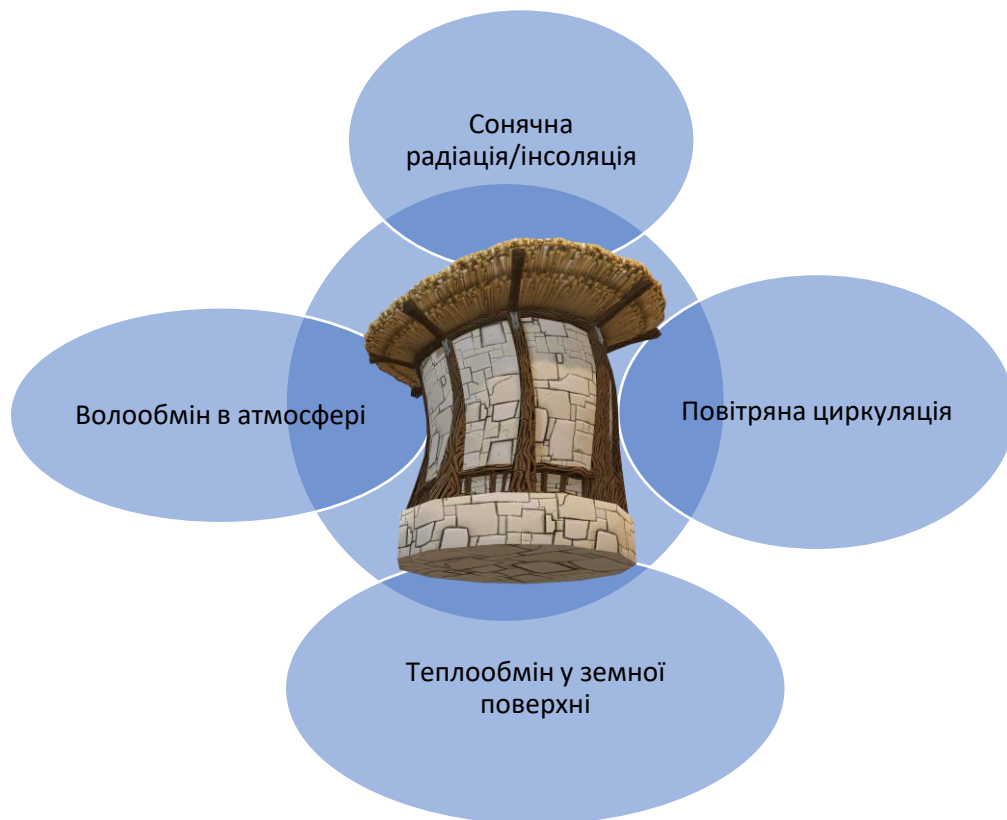 Сонячна
радіація/інсоляція
Волообмін в атмосфері
Повітряна циркуляція
Теплообмін у земної
поверхні